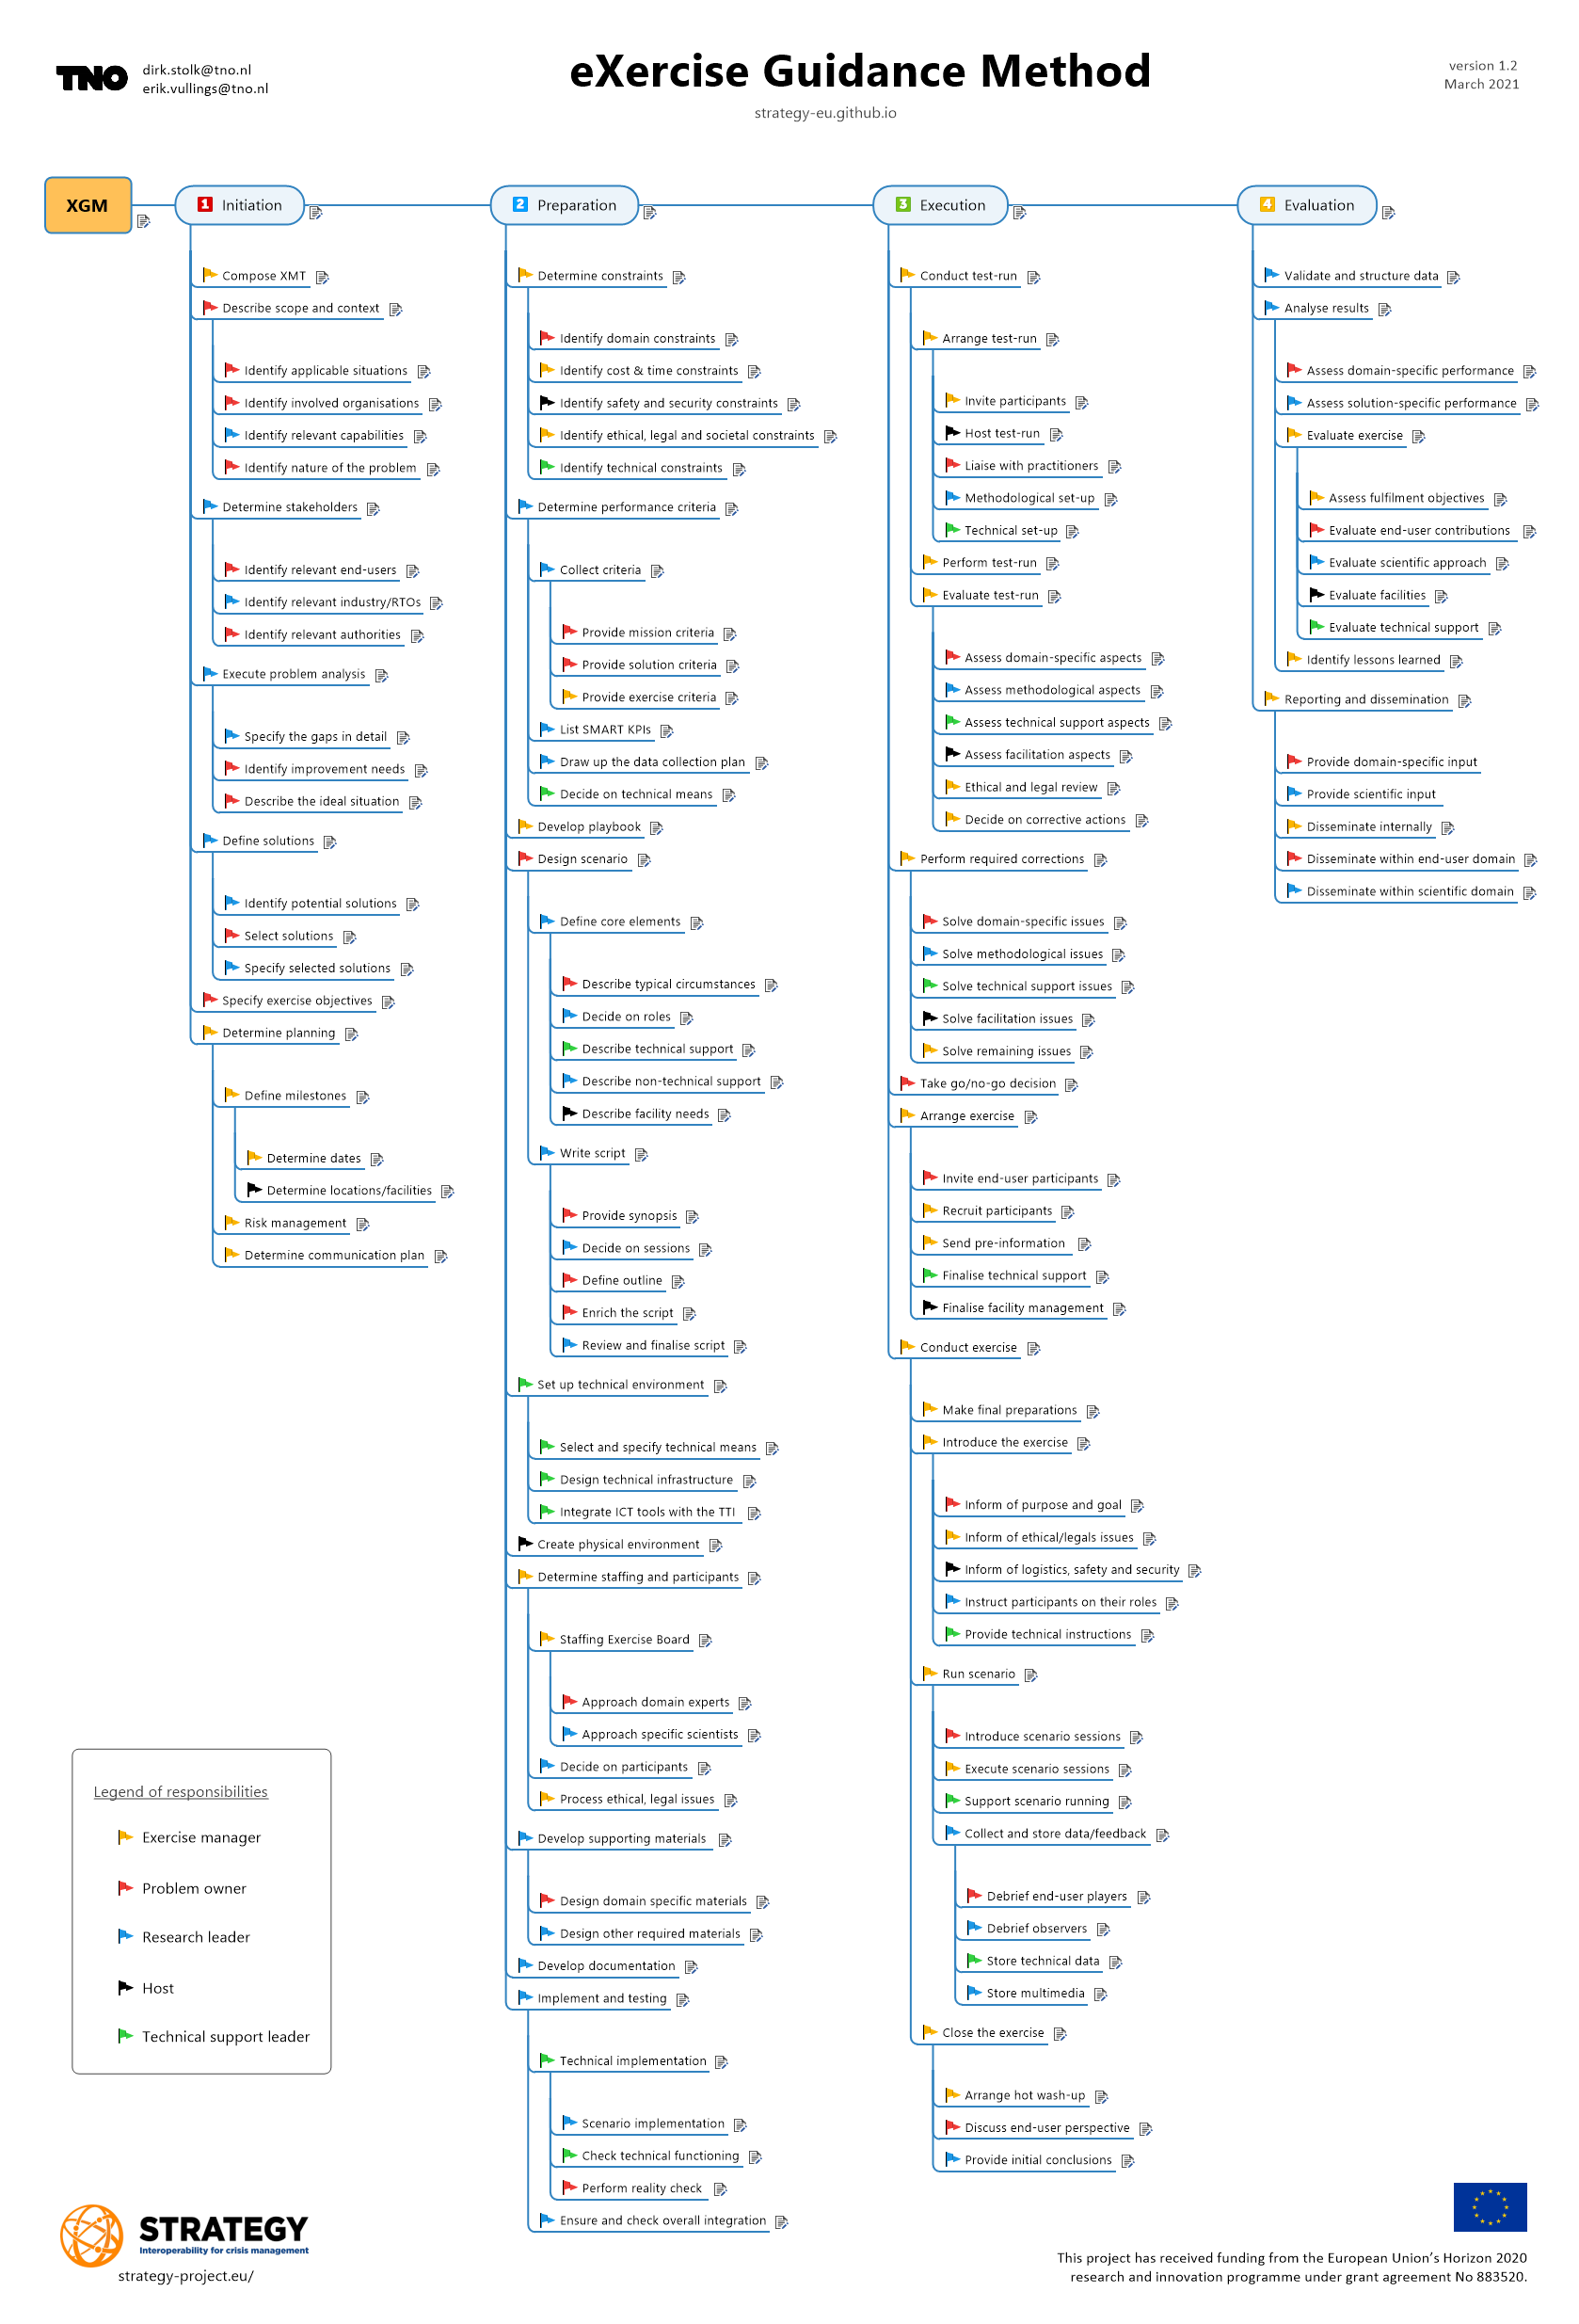 TNO
dirk.stolk@tno.nl
erik.vullings@tno.nl
eXercise Guidance Method
strategy-eu.github.io
version 1.2
March 2021
XGM
1 Initiation
Compose XMT
Describe scope and context
Identify applicable situations
Identify involved organisations
Identify relevant capabilities
Identify nature of the problem
Determine stakeholders
Identify relevant end-users
Identify relevant industry/RTOs
Identify relevant authorities
Execute problem analysis
Specify the gaps in detail
Identify improvement needs
Describe the ideal situation
Define solutions
Identify potential solutions
Select solutions
Specify selected solutions
Specify exercise objectives
Determine planning
Define milestones
Determine dates
Determine locations/facilities
Risk management
Determine communication plan
2 Preparation
Determine constraints
Identify domain constraints
Identify cost & time constraints
Identify safety and security constraints
Identify ethical, legal and societal constraints
Identify technical constraints
Determine performance criteria
Collect criteria
Provide mission criteria
Provide solution criteria
Provide exercise criteria
List SMART KPIs
Draw up the data collection plan
Decide on technical means
Develop playbook
Design scenario
Define core elements
Describe typical circumstances
Decide on roles
Describe technical support
Describe non-technical support
Describe facility needs
Write script
Provide synopsis
Decide on sessions
Define outline
Enrich the script
Review and finalise script
Set up technical environment
Select and specify technical means
Design technical infrastructure
Integrate ICT tools with the TTI
Create physical environment
Determine staffing and participants
Staffing Exercise Board
Approach domain experts
Approach specific scientists
Decide on participants
Process ethical, legal issues
Develop supporting materials
Design domain specific materials
Design other required materials
Develop documentation
Implement and testing
Technical implementation
Scenario implementation
Check technical functioning
Perform reality check
Ensure and check overall integration
3 Execution
Conduct test-run
Arrange test-run
Invite participants
Host test-run
Liaise with practitioners
Methodological set-up
Technical set-up
Perform test-run
Evaluate test-run
Assess domain-specific aspects
Assess methodological aspects
Assess technical support aspects
Assess facilitation aspects
Ethical and legal review
Decide on corrective actions
Perform required corrections
Solve domain-specific issues
Solve methodological issues
Solve technical support issues
Solve facilitation issues
Solve remaining issues
Take go/no-go decision
Arrange exercise
Invite end-user participants
Recruit participants
Send pre-information
Finalise technical support
Finalise facility management
Conduct exercise
Make final preparations
Introduce the exercise
Inform of purpose and goal
Inform of ethical/legals issues
Inform of logistics, safety and security
Instruct participants on their roles
Provide technical instructions
Run scenario
Introduce scenario sessions
Execute scenario sessions
Support scenario running
Collect and store data/feedback
Debrief end-user players
Debrief observers
Store technical data
Store multimedia
Close the exercise
Arrange hot wash-up
Discuss end-user perspective
Provide initial conclusions
4 Evaluation
Validate and structure data
Analyse results
Assess domain-specific performance
Assess solution-specific performance
Evaluate exercise
Assess fulfilment objectives
Evaluate end-user contributions
Evaluate scientific approach
Evaluate facilities
Evaluate technical support
Identify lessons learned
Reporting and dissemination
Provide domain-specific input
Provide scientific input
Disseminate internally
Disseminate within end-user domain
Disseminate within scientific domain
Legend of responsibilities
Exercise manager
Problem owner
Research leader
Host
Technical support leader
STRATEGY
Interoperability for crisis management
strategy-project.eu/
This project has received funding from the European Union's Horizon 2020
research and innovation programme under grant agreement No 883520.